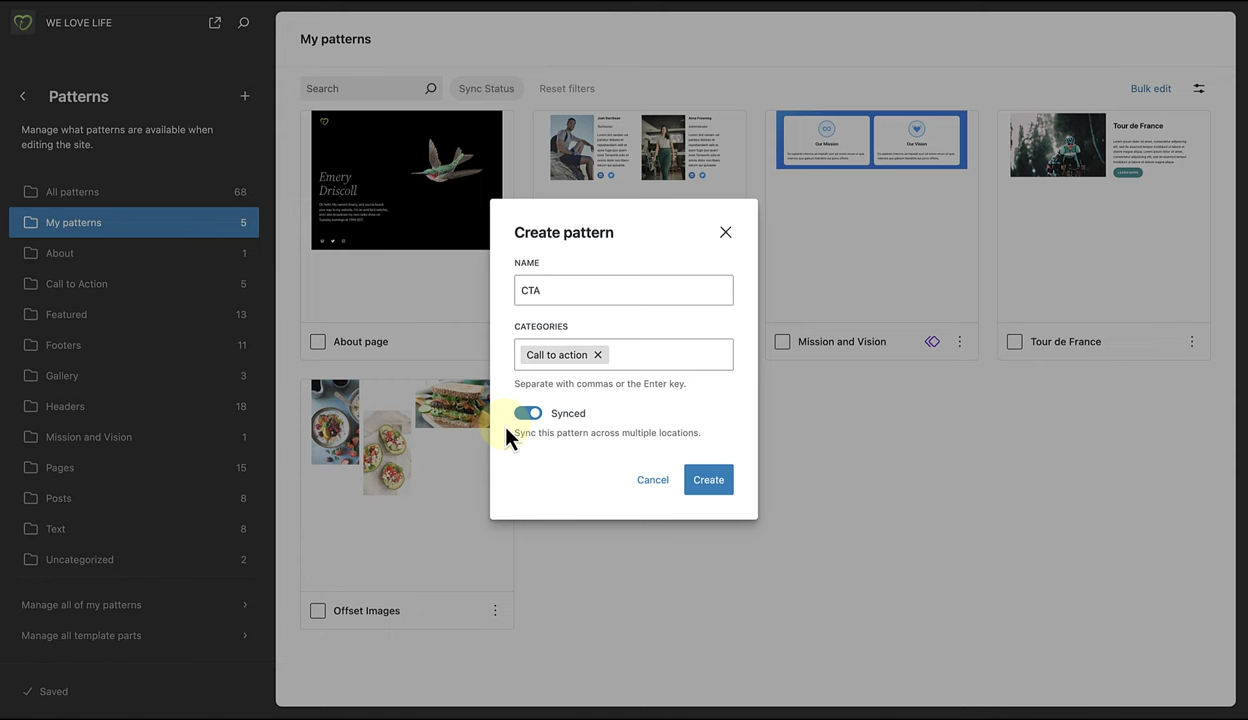 WE LOVE LIFE
Patterns
Manage what patterns are available when
editing the site.
All patterns 68
My patterns 5
About 1
Call to Action 5
Featured 13
Footers 11
Gallery 3
Headers 18
Mission and Vision 1
Pages 15
Posts 8
Text 8
Uncategorized 2
Manage all of my patterns
Manage all template parts
Saved
My patterns
Search
Sync Status
Reset filters
Bulk edit
Emery
Driscoll
Our Mission
Our Vision
Tour de France
About page
Mission and Vision
Tour de France
Offset Images
Create pattern
NAME
CTA
CATEGORIES
Call to action
Separate with commas or the Enter key.
Synced
Sync this pattern across multiple locations.
Cancel
Create